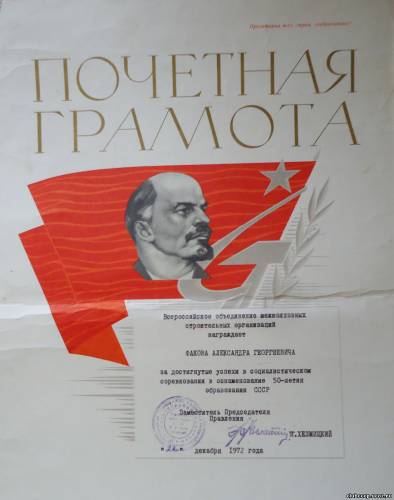 Пролетарии всех стран, соединяйтесь!
ПОЧЕТНАЯ
ГРАМОТА
Всероссийское объединение межколхозных
строительных организаций
награждает
ФАКОВА АЛЕКСАНДРА ГЕОРГИЕВИЧА
за достигнутые успехи в социалистическом
соревновании в ознаменование 50-летия
образования СССР
Заместитель Председателя
Правления
декабря 1972 года